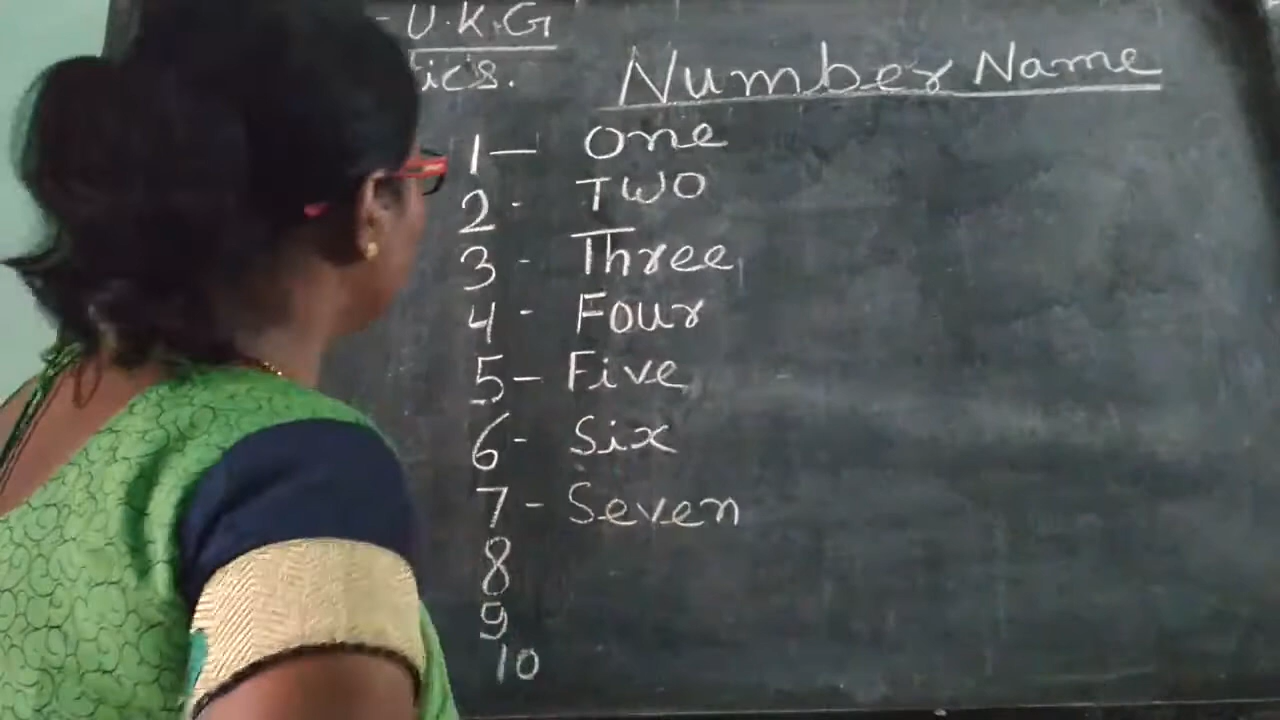 - U.K.G
ics.
Number Name
1 - One
2 - Two
3 - Three
4 - Four
5 - Five
6 - Six
7 - Seven
8
9
10